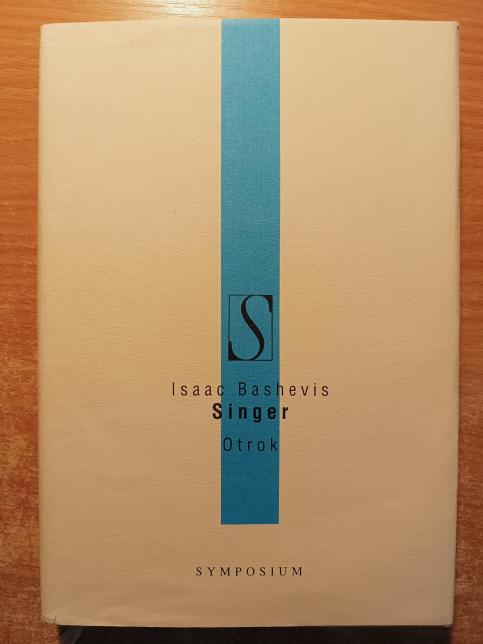 S
Isaac Bashevis
Singer
Otrok
SYMPOSIUM